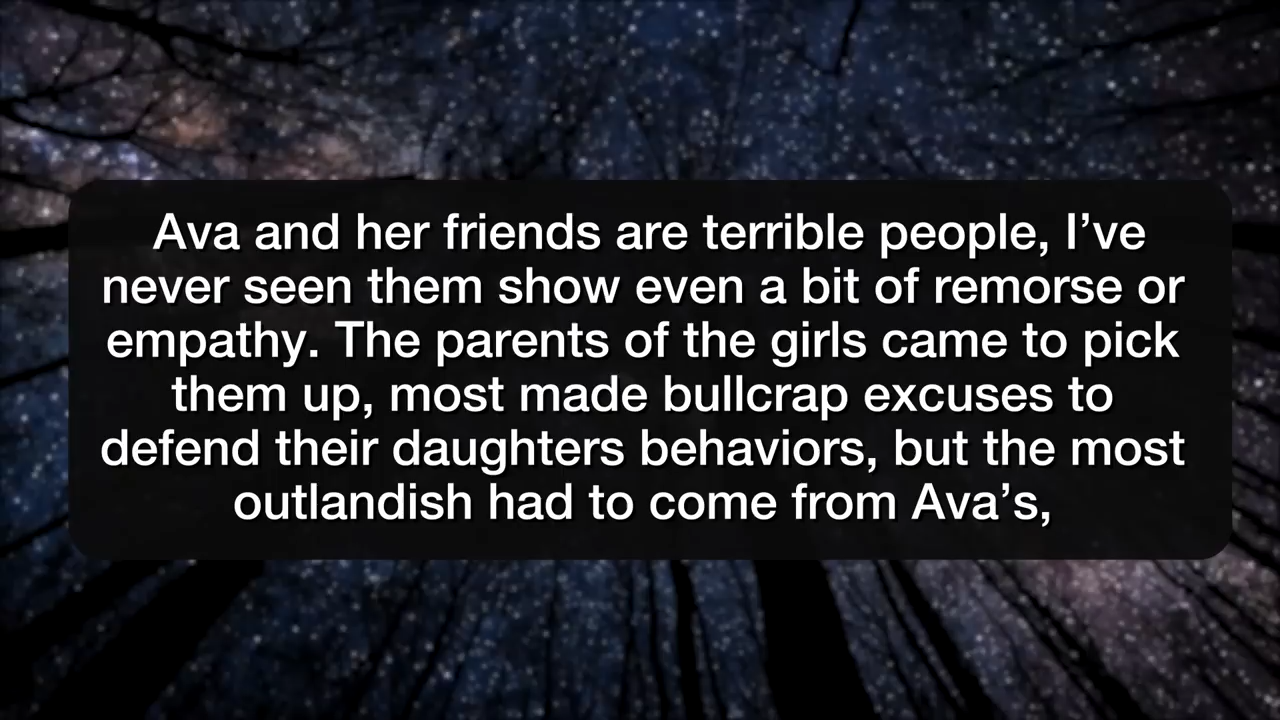 Ava and her friends are terrible people, I’ve
never seen them show even a bit of remorse or
empathy. The parents of the girls came to pick
them up, most made bullcrap excuses to
defend their daughters behaviors, but the most
outlandish had to come from Ava’s,